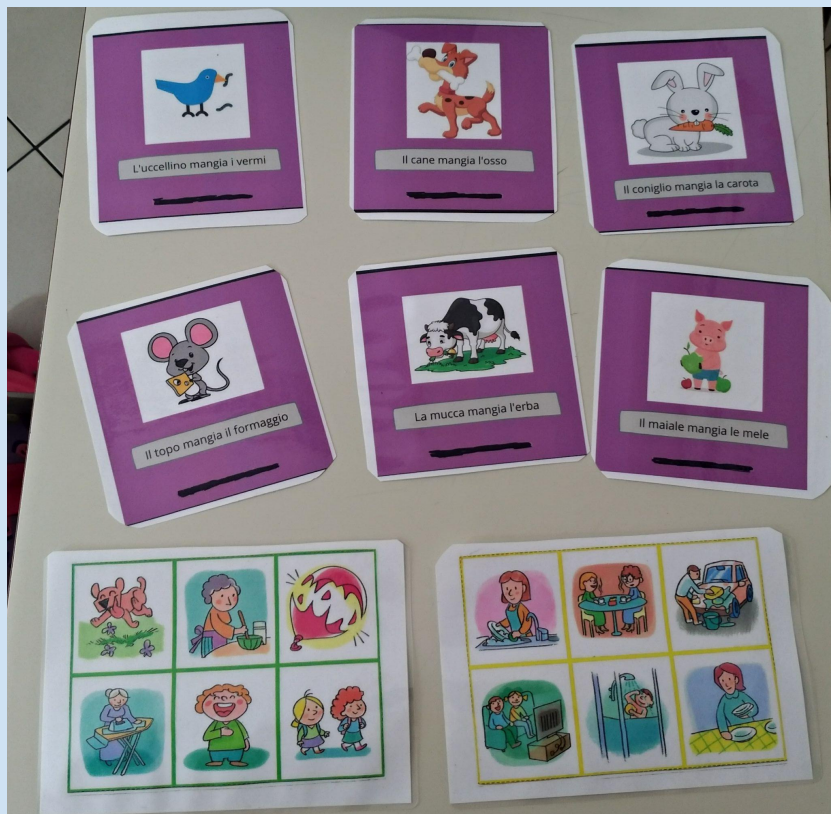 L'uccellino mangia i vermi
Il cane mangia l'osso
Il coniglio mangia la carota
Il topo mangia il formaggio
La mucca mangia l'erba
Il maiale mangia le mele